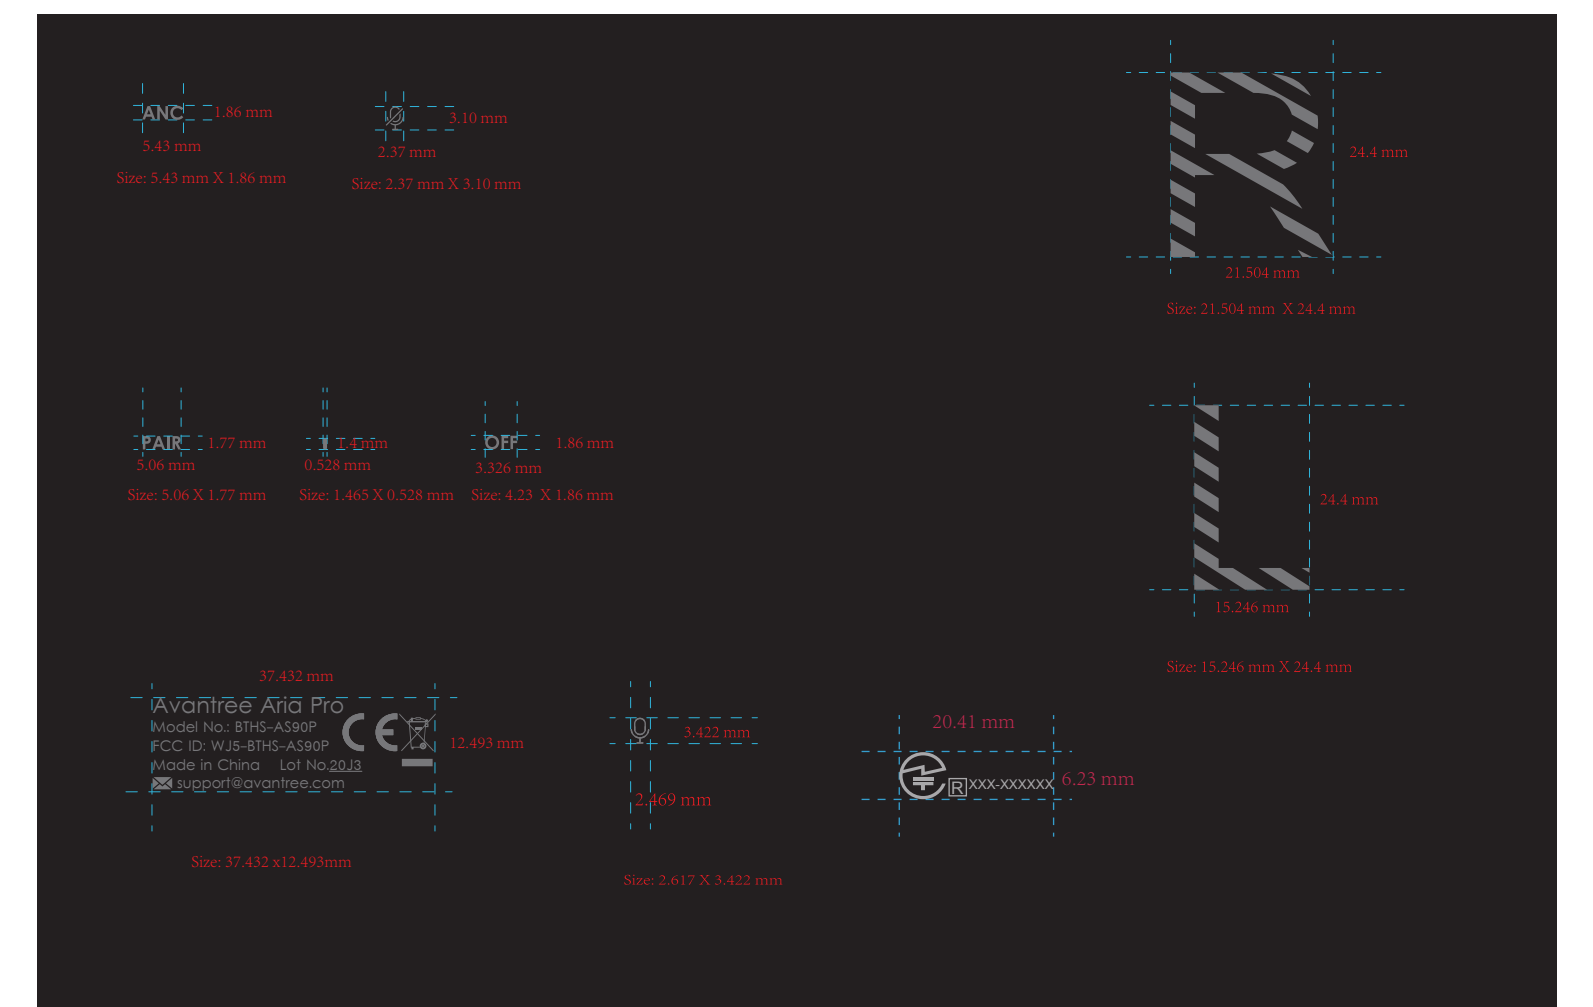 ANC
1.86 mm
5.43 mm
Size: 5.43 mm X 1.86 mm
3.10 mm
2.37 mm
Size: 2.37 mm X 3.10 mm
R
24.4 mm
21.504 mm
Size: 21.504 mm X 24.4 mm
PAIR
1.77 mm
5.06 mm
Size: 5.06 X 1.77 mm
1.4 mm
0.528 mm
Size: 1.465 X 0.528 mm
OFF
1.86 mm
3.326 mm
Size: 4.23 X 1.86 mm
L
24.4 mm
15.246 mm
Size: 15.246 mm X 24.4 mm
37.432 mm
Avantree Aria Pro
Model No.: BTHS-AS90P
FCC ID: WJ5-BTHS-AS90P
Made in China Lot No.20J3
support@avantree.com
CE
12.493 mm
Size: 37.432 x12.493mm
3.422 mm
2.469 mm
Size: 2.617 X 3.422 mm
20.41 mm
R xxx-xxxxxx
6.23 mm